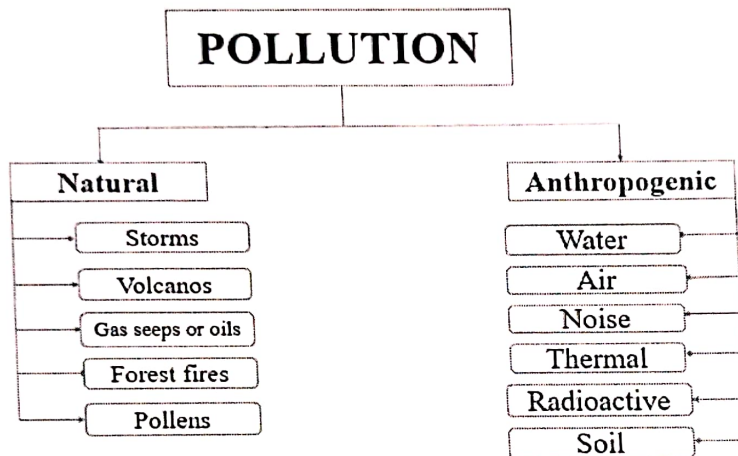 POLLUTION
Natural
Storms
Volcanos
Gas seeps or oils
Forest fires
Pollens
Anthropogenic
Water
Air
Noise
Thermal
Radioactive
Soil